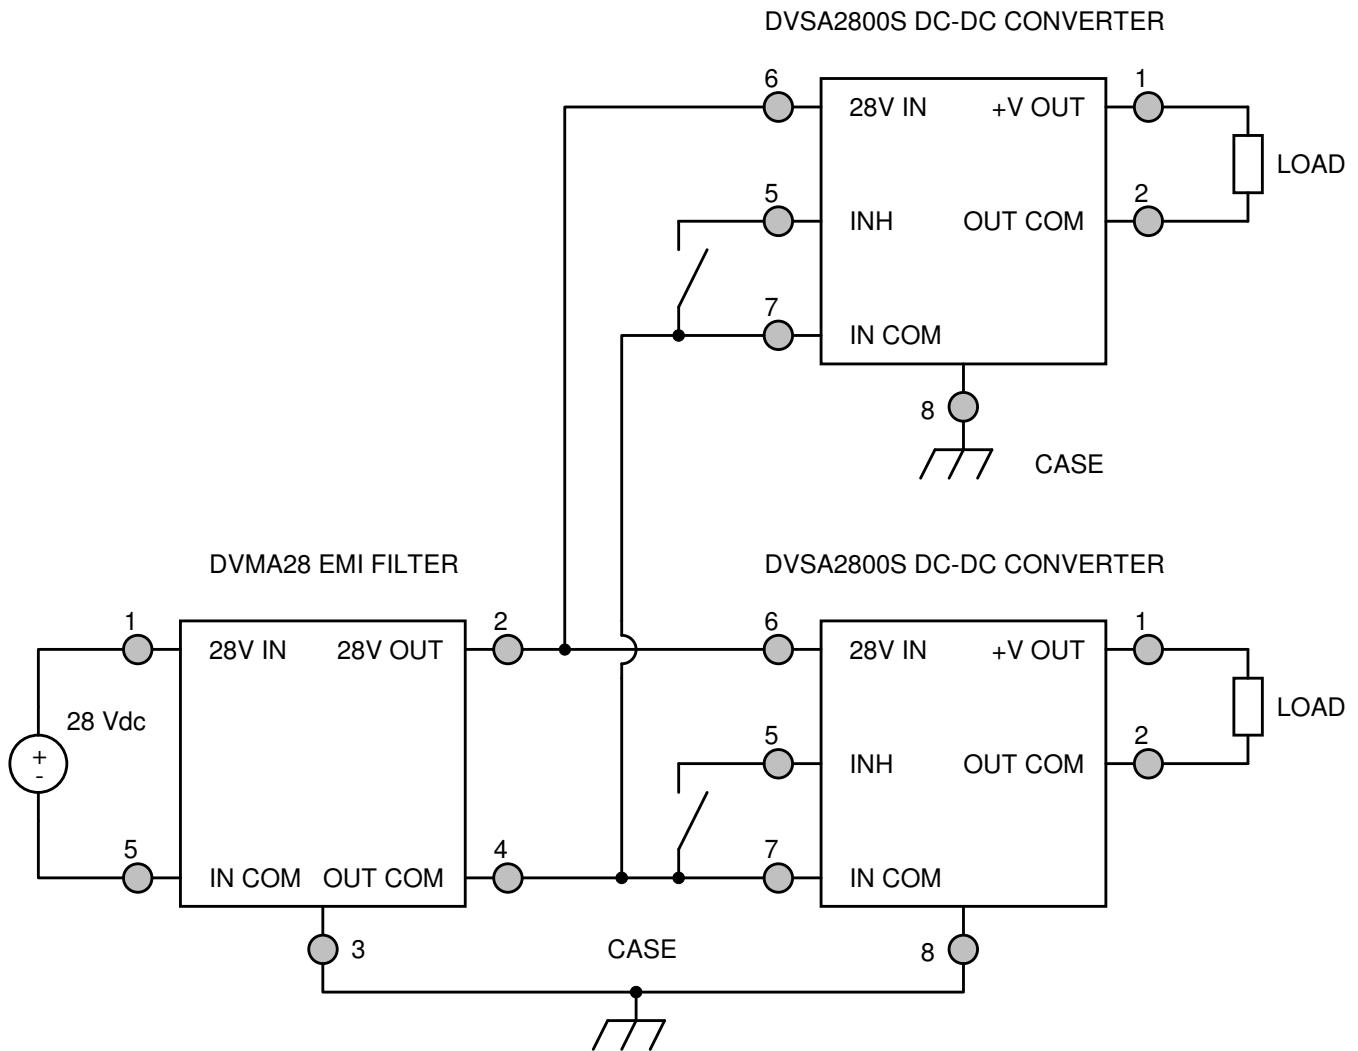 DVSA2800S DC-DC CONVERTER
6
1
28V IN
+V OUT
LOAD
5
2
INH
OUT COM
7
IN COM
8
CASE
DVMA28 EMI FILTER
DVSA2800S DC-DC CONVERTER
1
2
6
1
28V IN
28V OUT
28V IN
+V OUT
28 Vdc
LOAD
+
-
5
2
INH
OUT COM
5
4
7
IN COM
OUT COM
IN COM
3
CASE
8